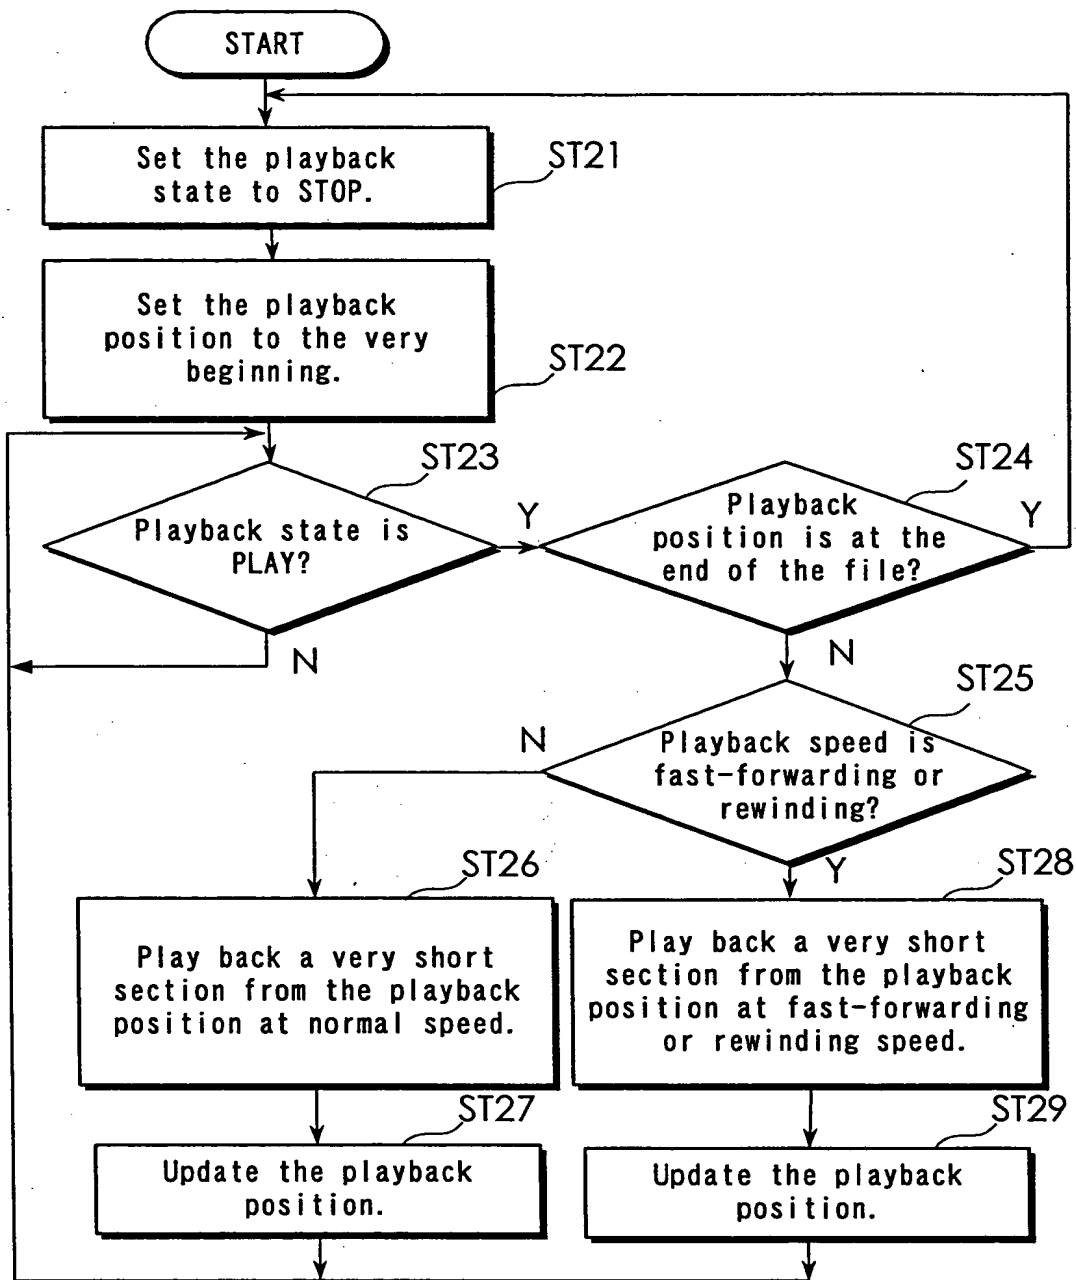 START
Set the playback
state to STOP.
ST21
Set the playback
position to the very
beginning.
ST22
ST23
Playback state is
PLAY?
Y
N
ST24
Playback
position is at the
end of the file?
Y
N
ST25
Playback speed is
fast-forwarding or
rewinding?
N
Y
ST26
Play back a very short
section from the playback
position at normal speed.
ST28
Play back a very short
section from the playback
position at fast-forwarding
or rewinding speed.
ST27
Update the playback
position.
ST29
Update the playback
position.